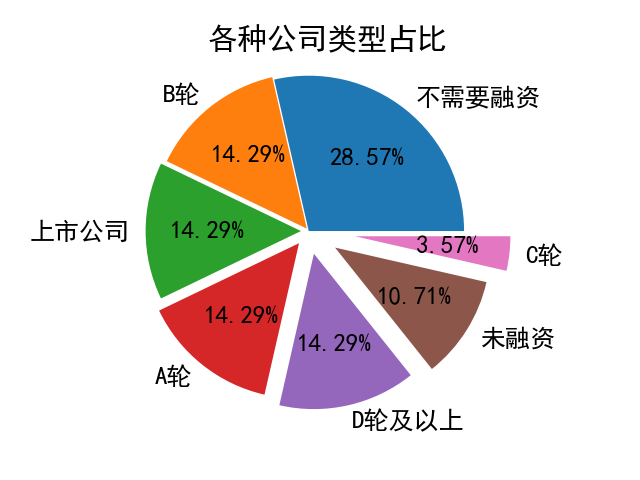 各种公司类型占比
B轮
不需要融资
14.29%
28.57%
上市公司
14.29%
3.57%
C轮
14.29%
10.71%
14.29%
未融资
A轮
D轮及以上